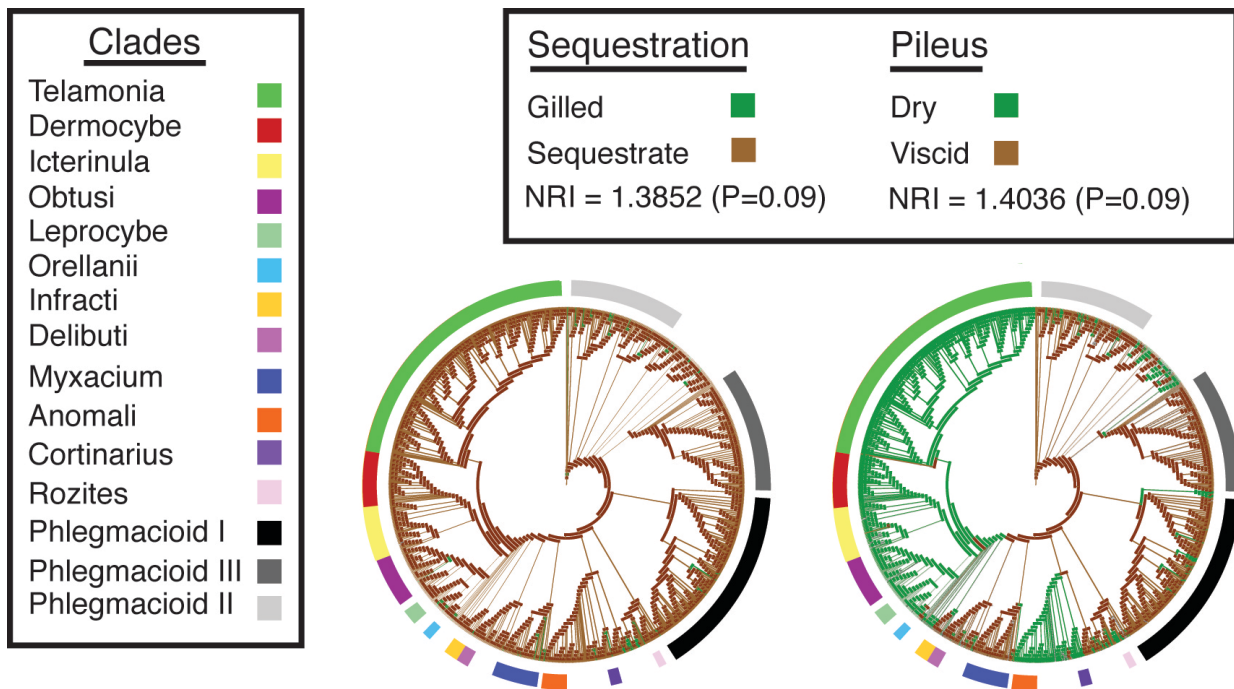 Clades
Telamonia
Dermocybe
Icterinula
Obtusi
Leprocybe
Orellanii
Infracti
Delibuti
Myxacium
Anomali
Cortinarius
Rozites
Phlegmacioid I
Phlegmacioid III
Phlegmacioid II
Sequestration
Gilled
Sequestrate
NRI = 1.3852 (P=0.09)
Pileus
Dry
Viscid
NRI = 1.4036 (P=0.09)